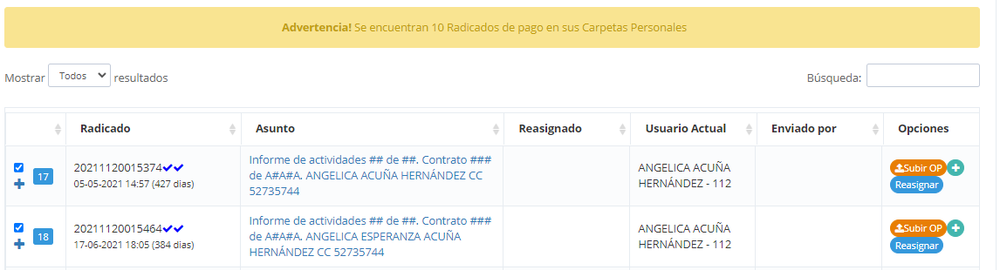 Advertencia! Se encuentran 10 Radicados de pago en sus Carpetas Personales
Mostrar Todos resultados
Búsqueda:
Radicado Asunto Reasignado Usuario Actual Enviado por Opciones
17
20211120015374
05-05-2021 14:57 (427 dias)
Informe de actividades ## de ##. Contrato ###
de A#A#A. ANGELICA ACUÑA HERNÁNDEZ CC
52735744
ANGELICA ACUÑA
HERNÁNDEZ - 112
Subir OP
Reasignar
18
20211120015464
17-06-2021 18:05 (384 dias)
Informe de actividades ## de ##. Contrato ###
de A#A#A. ANGELICA ESPERANZA ACUÑA
HERNÁNDEZ CC 52735744
ANGELICA ACUÑA
HERNÁNDEZ - 112
Subir OP
Reasignar